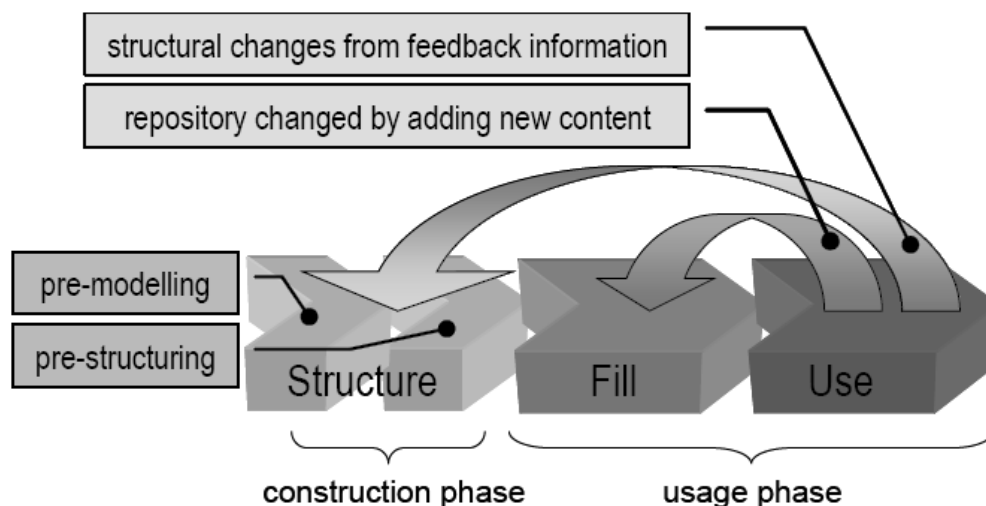 structural changes from feedback information
repository changed by adding new content
pre-modelling
pre-structuring
Structure
Fill
Use
construction phase
usage phase